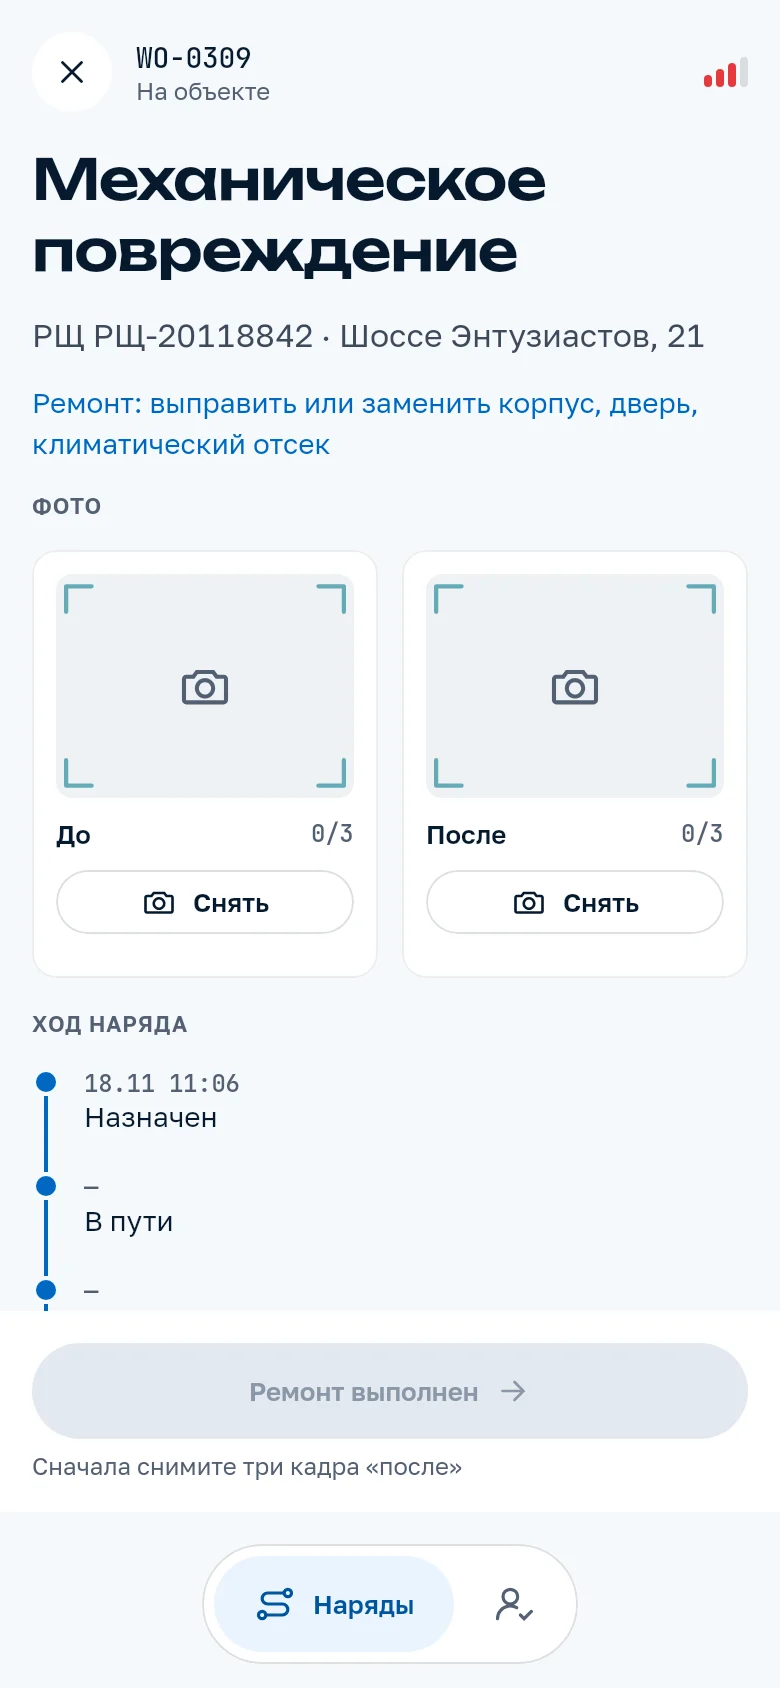 WO-0309
На объекте
Механическое
повреждение
РЩ РЩ-20118842 · Шоссе Энтузиастов, 21
Ремонт: выправить или заменить корпус, дверь,
климатический отсек
ФОТО
До 0/3
Снять
После 0/3
Снять
ХОД НАРЯДА
18.11 11:06
Назначен
—
В пути
—
Ремонт выполнен →
Сначала снимите три кадра «после»
Наряды